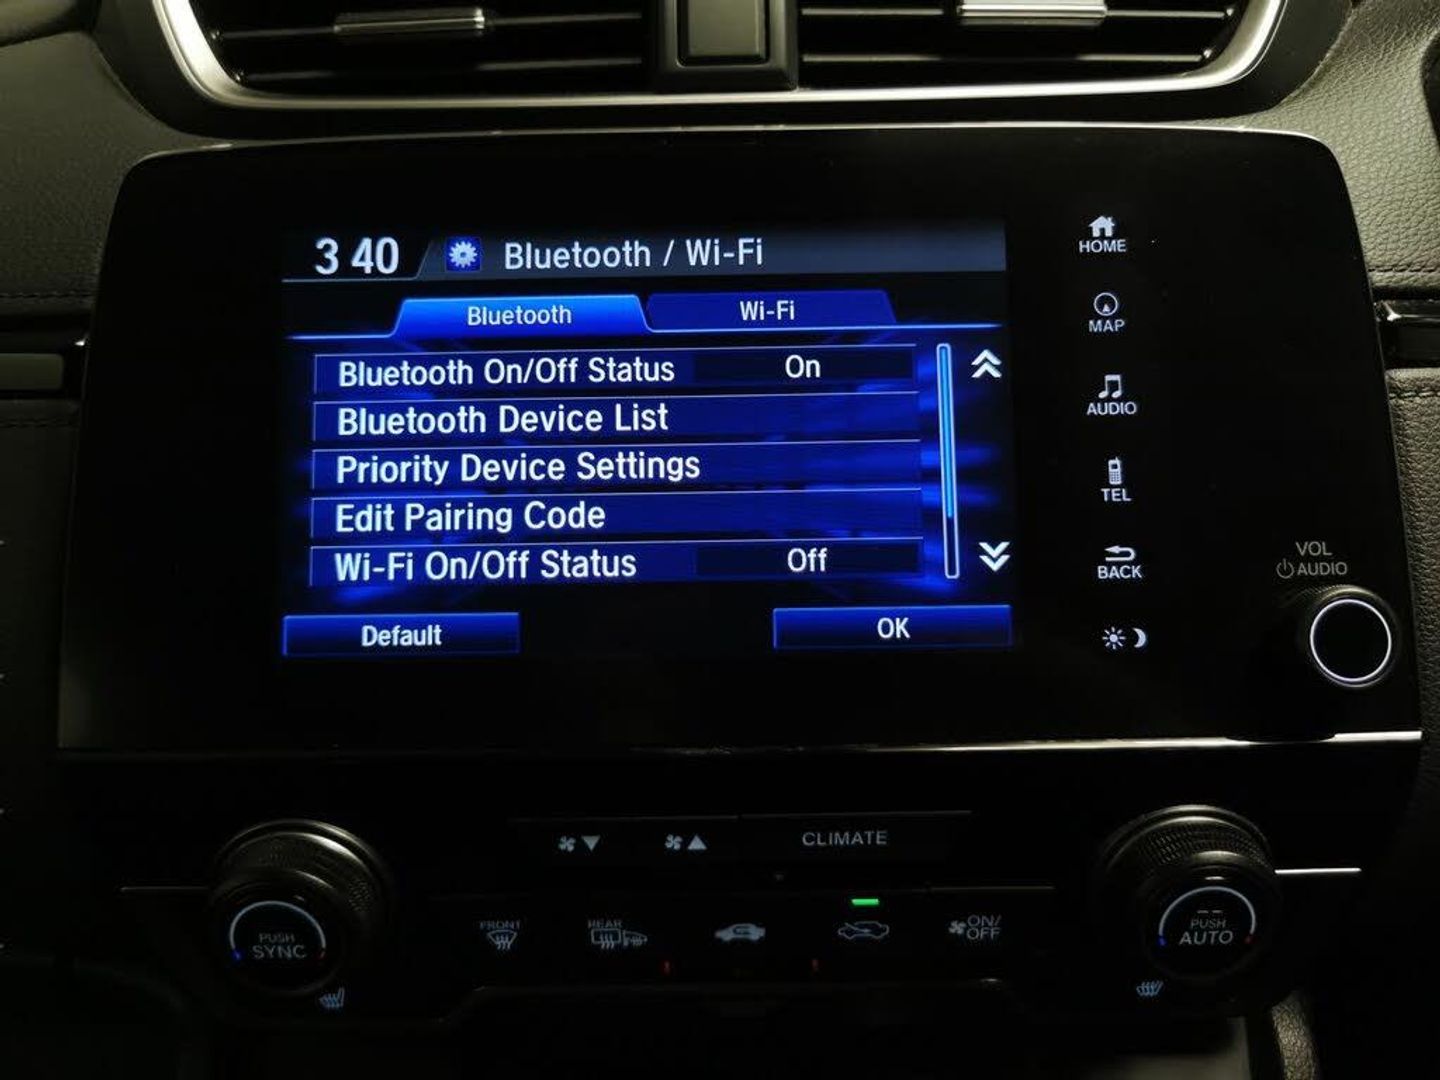 3 40 Bluetooth / Wi-Fi
Bluetooth Wi-Fi
Bluetooth On/Off Status On
Bluetooth Device List
Priority Device Settings
Edit Pairing Code
Wi-Fi On/Off Status Off
Default OK
HOME
MAP
AUDIO
TEL
BACK
VOL
AUDIO
CLIMATE
PUSH
SYNC
FRONT
REAR
ON/
OFF
PUSH
AUTO